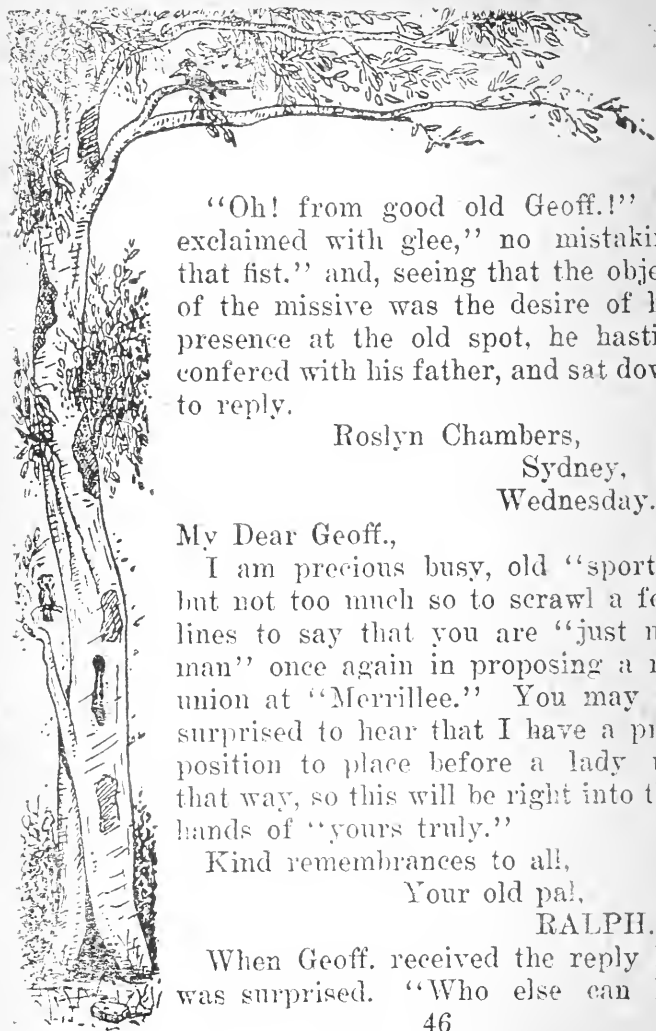 “Oh! from good old Geoff.!”
exclaimed with glee,” no mistaki
that fist.” and, seeing that the obje
of the missive was the desire of
presence at the old spot, he hasti
confered with his father, and sat dov
to reply.
Roslyn Chambers,
Sydney,
Wednesday.
My Dear Geoff.,
I am precious busy, old “sport
but not too much so to scrawl a fe
lines to say that you are “just
man” once again in proposing a
union at “Merrillee.” You may
surprised to hear that I have a pr
position to place before a lady
that way, so this will be right into t
hands of “yours truly.”
Kind remembrances to all,
Your old pal,
RALPH.
When Geoff. received the reply
was surprised. “Who else can
46